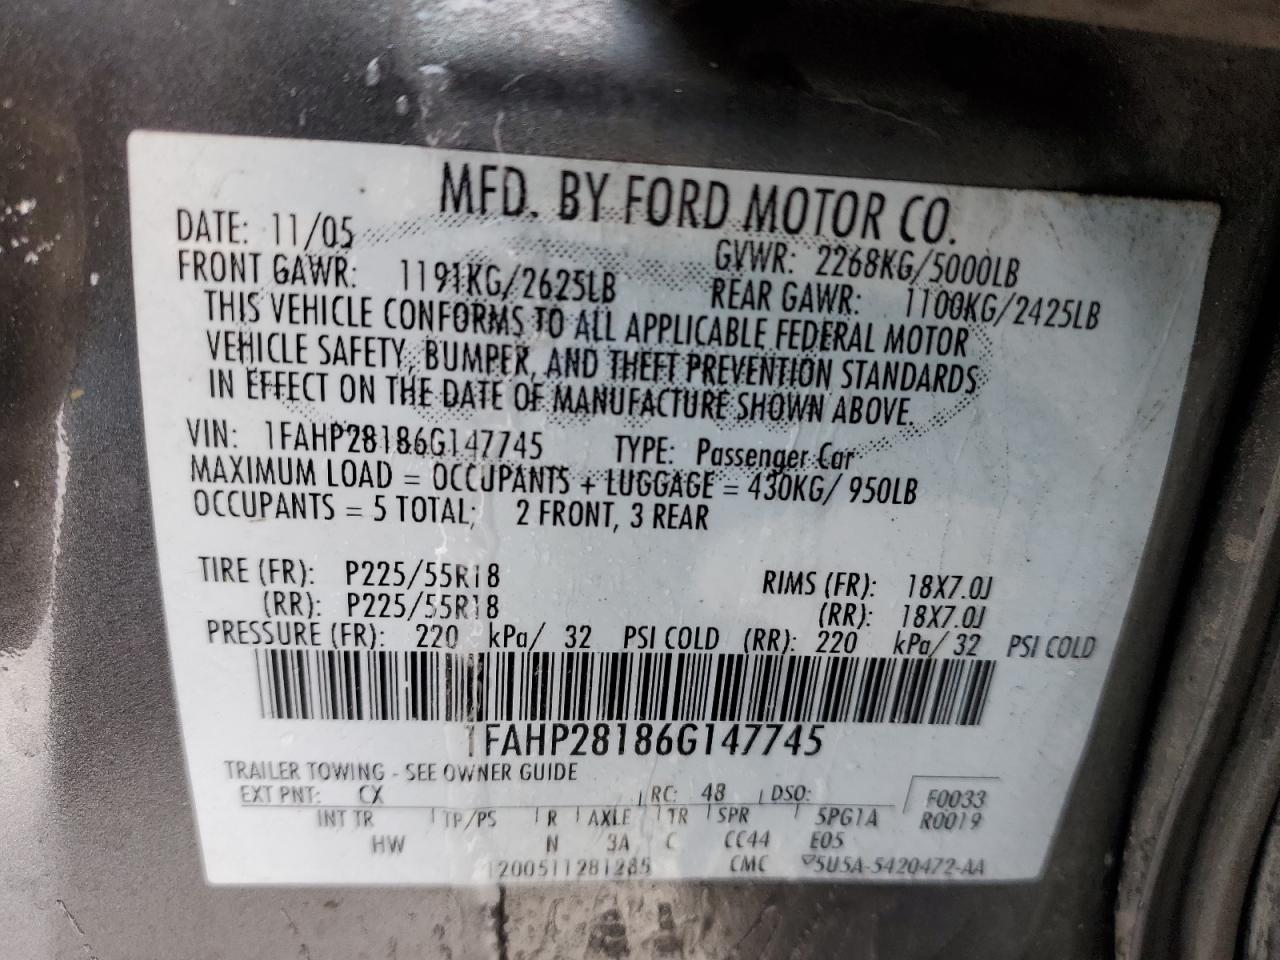 MFD. BY FORD MOTOR CO.
DATE: 11/05 GVWR: 2268KG/5000LB
FRONT GAWR: 1191KG/2625LB REAR GAWR: 1100KG/2425LB
THIS VEHICLE CONFORMS TO ALL APPLICABLE FEDERAL MOTOR
VEHICLE SAFETY, BUMPER, AND THEFT PREVENTION STANDARDS
IN EFFECT ON THE DATE OF MANUFACTURE SHOWN ABOVE.
VIN: 1FAHP28186G147745 TYPE: Passenger Car
MAXIMUM LOAD = OCCUPANTS + LUGGAGE = 430KG/ 950LB
OCCUPANTS = 5 TOTAL; 2 FRONT, 3 REAR
TIRE (FR): P225/55R18 RIMS (FR): 18X7.0J
(RR): P225/55R18 (RR): 18X7.0J
PRESSURE (FR): 220 kPa/ 32 PSI COLD (RR): 220 kPa/ 32 PSI COLD
1FAHP28186G147745
TRAILER TOWING - SEE OWNER GUIDE
EXT PNT: CX RC: 48 DSO: F0033
INT TR TP/PS R AXLE TR SPR 5PG1A R0019
HW N 3A C CC44 E05
200511281285 CMC 5U5A-5420472-AA